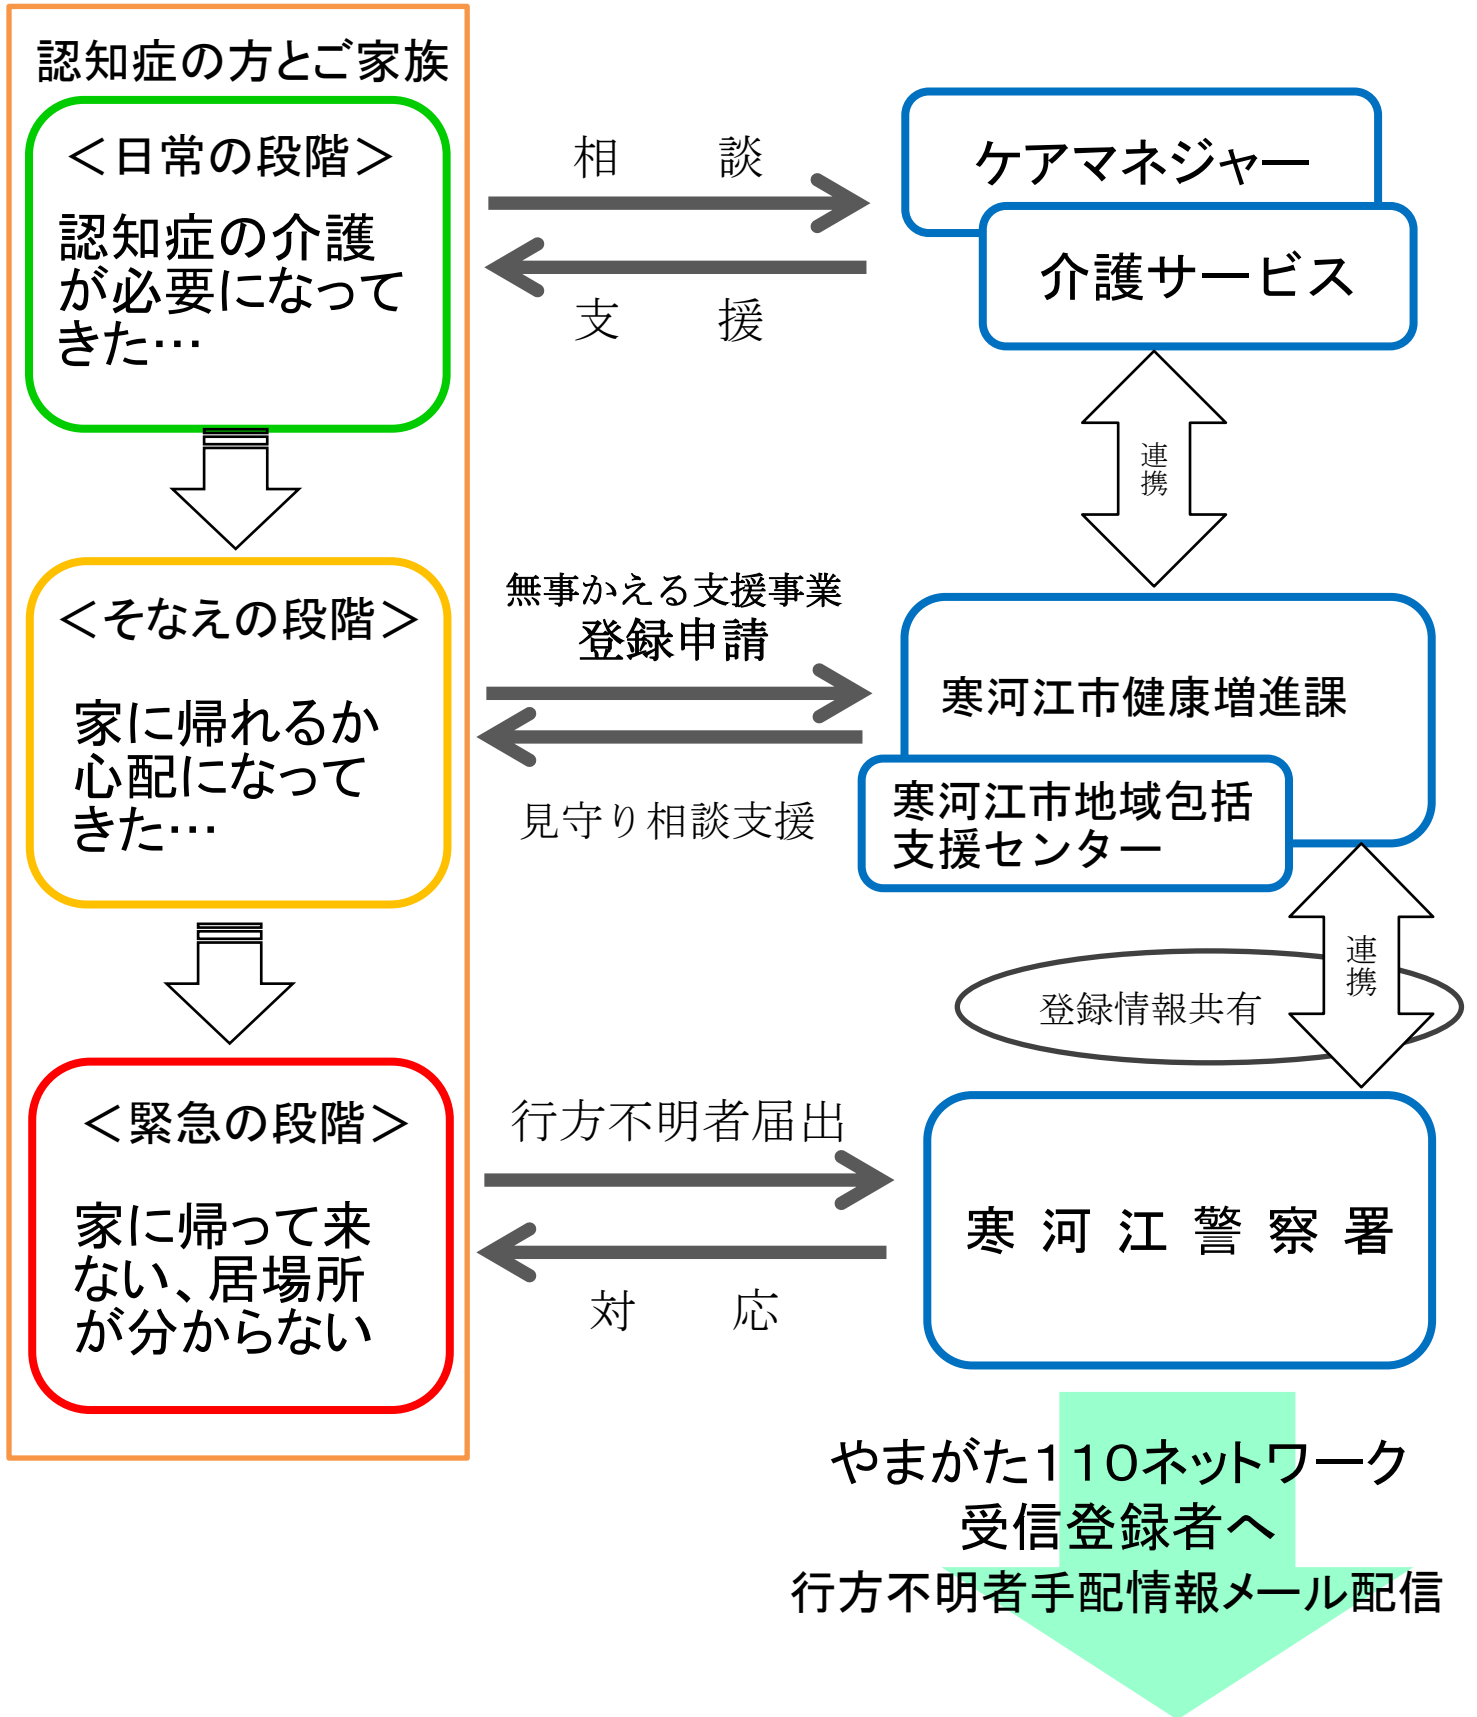 認知症の方とご家族
＜日常の段階＞
認知症の介護
が必要になって
きた…
相　　談
支　　援
ケアマネジャー
介護サービス
連携
＜そなえの段階＞
家に帰れるか
心配になって
きた…
無事かえる支援事業
登録申請
見守り相談支援
寒河江市健康増進課
寒河江市地域包括
支援センター
連携
登録情報共有
＜緊急の段階＞
家に帰って来
ない、居場所
が分からない
行方不明者届出
対　　応
寒 河 江 警 察 署
やまがた１１０ネットワーク
受信登録者へ
行方不明者手配情報メール配信